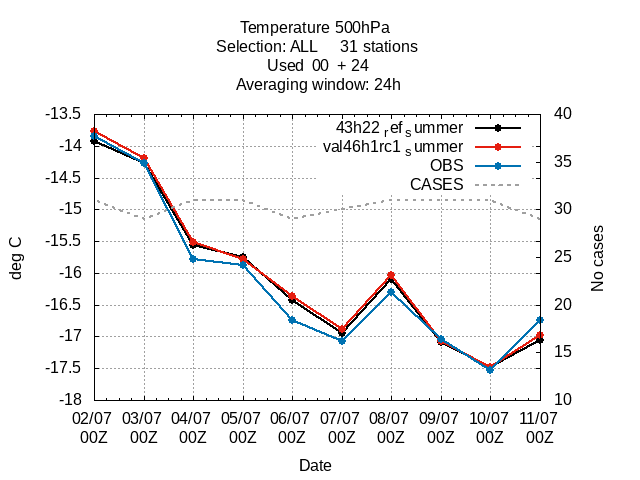 Temperature 500hPa
Selection: ALL     31 stations
Used  00  + 24
Averaging window: 24h
43h22 ref summer
val46h1rc1 summer
OBS
CASES
-13.5
-14
-14.5
-15
-15.5
-16
-16.5
-17
-17.5
-18
40
35
30
25
20
15
10
deg C
No cases
02/07 03/07 04/07 05/07 06/07 07/07 08/07 09/07 10/07 11/07
00Z 00Z 00Z 00Z 00Z 00Z 00Z 00Z 00Z 00Z
Date